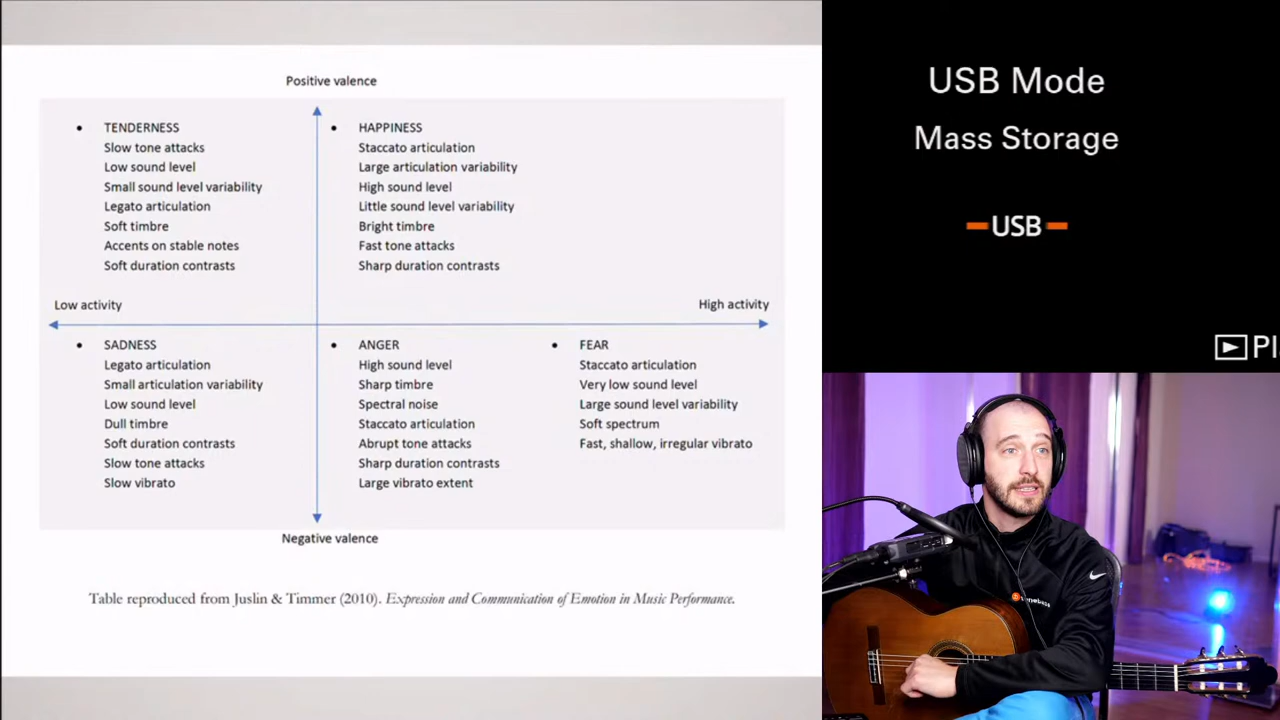 Positive valence
• TENDERNESS
Slow tone attacks
Low sound level
Small sound level variability
Legato articulation
Soft timbre
Accents on stable notes
Soft duration contrasts
• HAPPINESS
Staccato articulation
Large articulation variability
High sound level
Little sound level variability
Bright timbre
Fast tone attacks
Sharp duration contrasts
Low activity
High activity
• SADNESS
Legato articulation
Small articulation variability
Low sound level
Dull timbre
Soft duration contrasts
Slow tone attacks
Slow vibrato
• ANGER
High sound level
Sharp timbre
Spectral noise
Staccato articulation
Abrupt tone attacks
Sharp duration contrasts
Large vibrato extent
• FEAR
Staccato articulation
Very low sound level
Large sound level variability
Soft spectrum
Fast, shallow, irregular vibrato
Negative valence
Table reproduced from Juslin & Timmer (2010). Expression and Communication of Emotion in Music Performance.
USB Mode
Mass Storage
USB